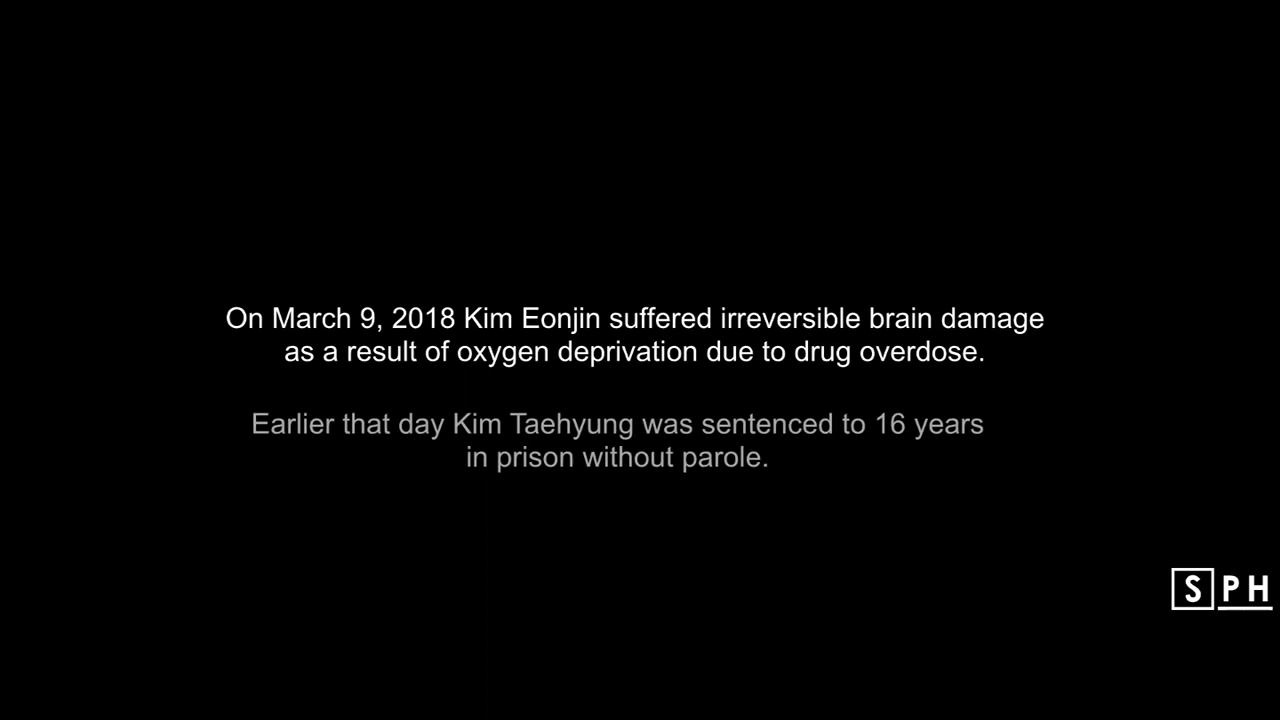 On March 9, 2018 Kim Eonjin suffered irreversible brain damage
as a result of oxygen deprivation due to drug overdose.
Earlier that day Kim Taehyung was sentenced to 16 years
in prison without parole.
SPH